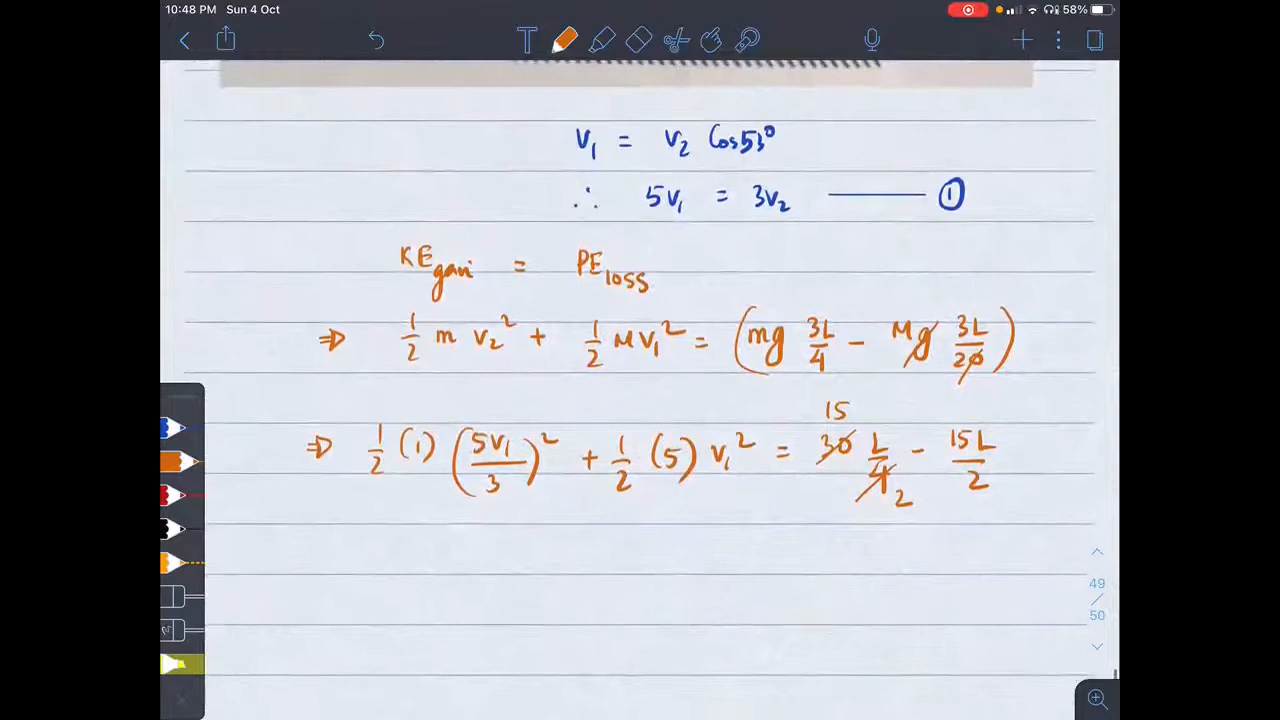 10:48 PM Sun 4 Oct 58%
V₁ = V₂ Cos53°
∴ 5V₁ = 3V₂ ——— ①
KE gain = PE loss
⇒ 1/2 m V₂² + 1/2 M V₁² = (mg 3L/4 − Mg 3L/20)
15
⇒ 1/2 (1) (5V₁/3)² + 1/2 (5) V₁² = 30 L/4 − 15L/2
2
49
/
50